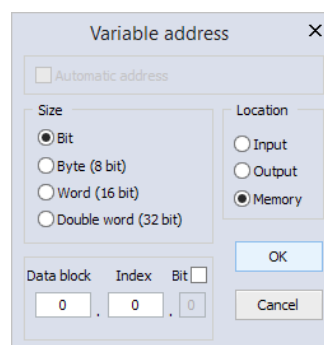 Variable address
Automatic address
Size
Bit
Byte (8 bit)
Word (16 bit)
Double word (32 bit)
Location
Input
Output
Memory
Data block Index Bit
0 . 0 . 0
OK
Cancel